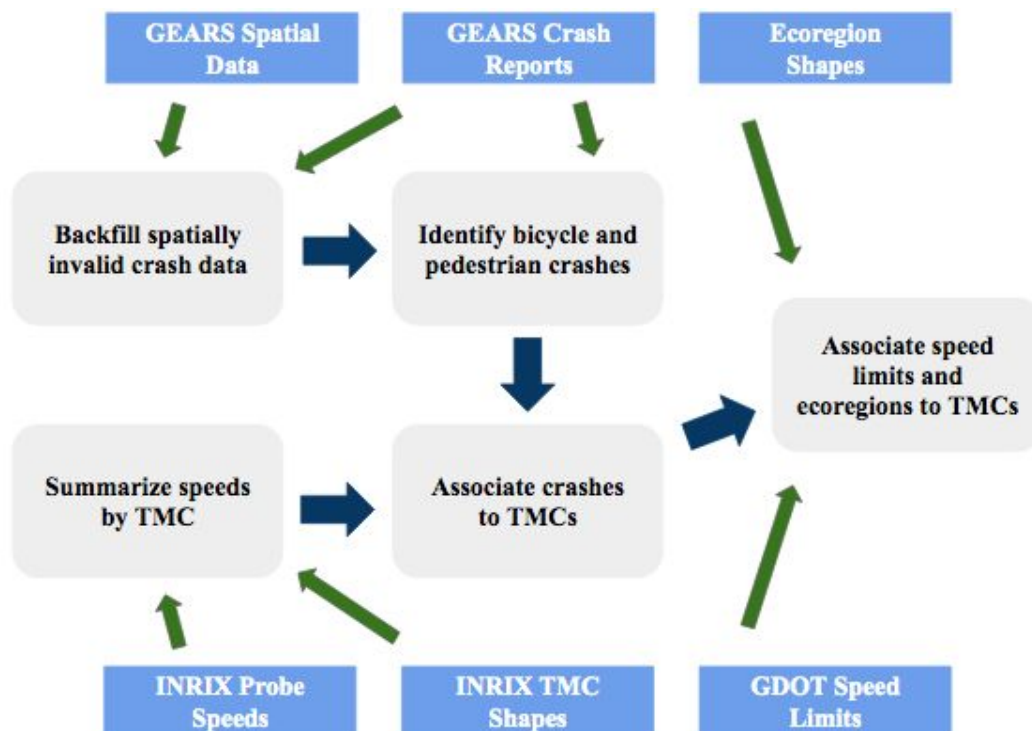 GEARS Spatial
Data
GEARS Crash
Reports
Ecoregion
Shapes
Backfill spatially
invalid crash data
Identify bicycle and
pedestrian crashes
Associate speed
limits and
ecoregions to TMCs
Summarize speeds
by TMC
Associate crashes
to TMCs
INRIX Probe
Speeds
INRIX TMC
Shapes
GDOT Speed
Limits